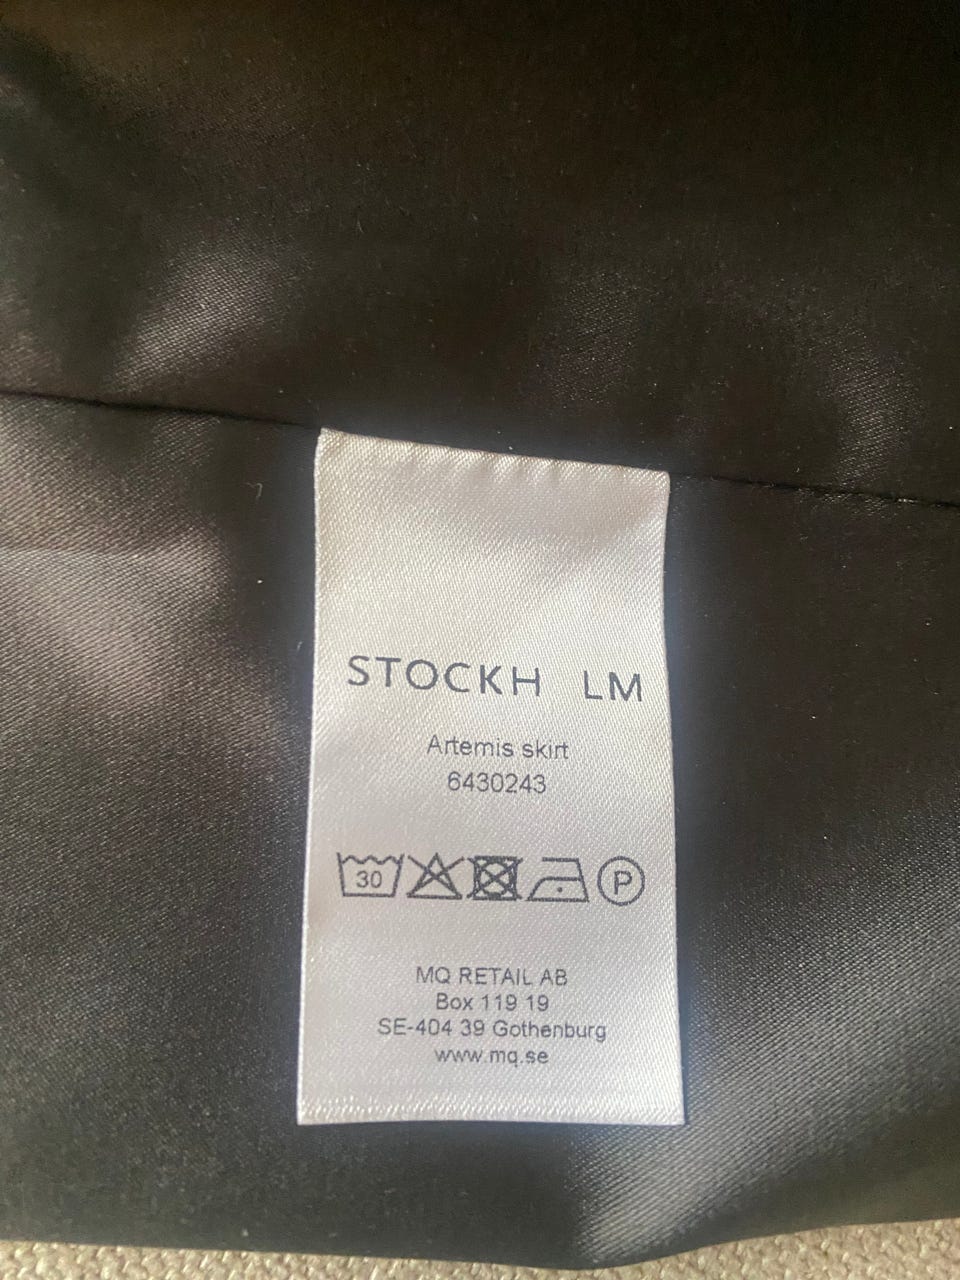 STOCKH LM
Artemis skirt
6430243
30 P
MQ RETAIL AB
Box 119 19
SE-404 39 Gothenburg
www.mq.se